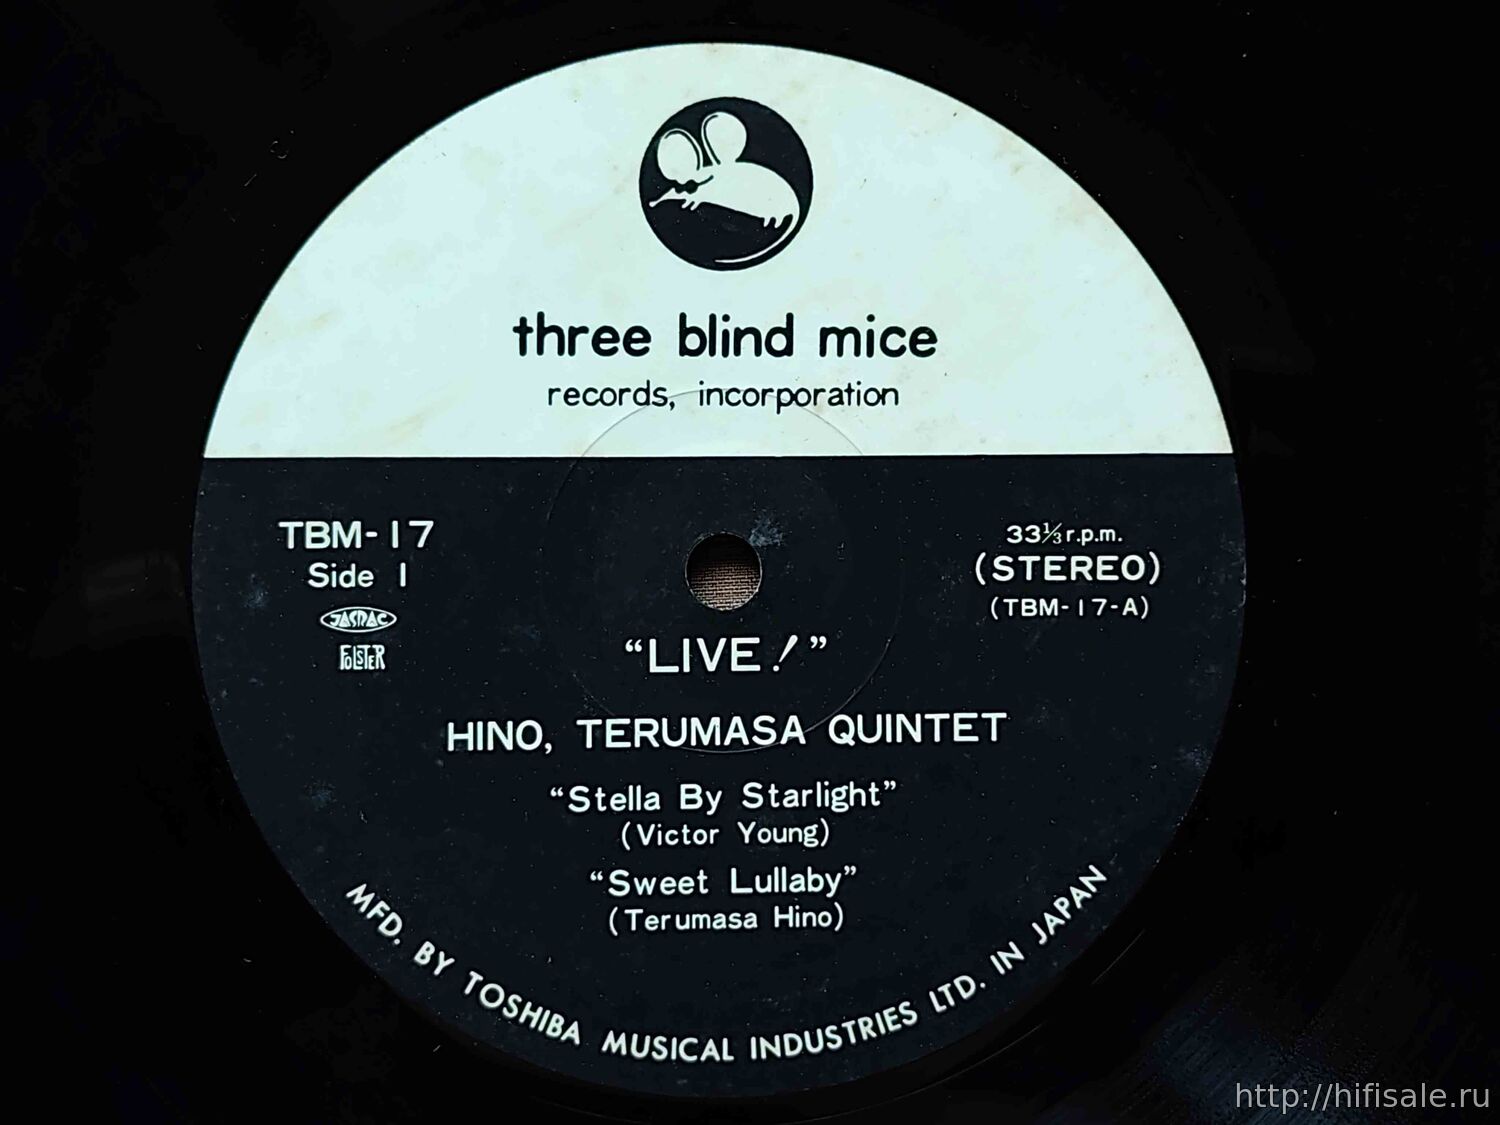 three blind mice
records, incorporation
TBM-17
Side 1
JASRAC
FOLSTER
33⅓ r.p.m.
(STEREO)
(TBM-17-A)
“LIVE!”
HINO, TERUMASA QUINTET
“Stella By Starlight”
(Victor Young)
“Sweet Lullaby”
(Terumasa Hino)
MFD. BY TOSHIBA MUSICAL INDUSTRIES LTD. IN JAPAN
http://hifisale.ru